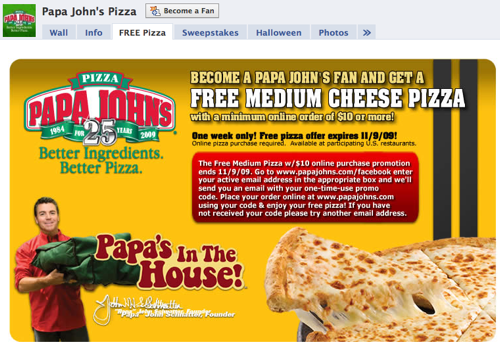 Papa John's Pizza
Become a Fan
Wall Info FREE Pizza Sweepstakes Halloween Photos »
PIZZA
PAPA JOHN'S
1984 FOR 25 YEARS 2009
Better Ingredients.
Better Pizza.
BECOME A PAPA JOHN'S FAN AND GET A
FREE MEDIUM CHEESE PIZZA
with a minimum online order of $10 or more!
One week only! Free pizza offer expires 11/9/09!
Online pizza purchase required. Available at participating U.S. restaurants.
The Free Medium Pizza w/$10 online purchase promotion
ends 11/9/09. Go to www.papajohns.com/facebook enter
your active email address in the appropriate box and we'll
send you an email with your one-time-use promo
code. Place your order online at www.papajohns.com
using your code & enjoy your free pizza! If you have
not received your code please try another email address.
Papa's In The
House!
"Papa" John Schnatter, Founder